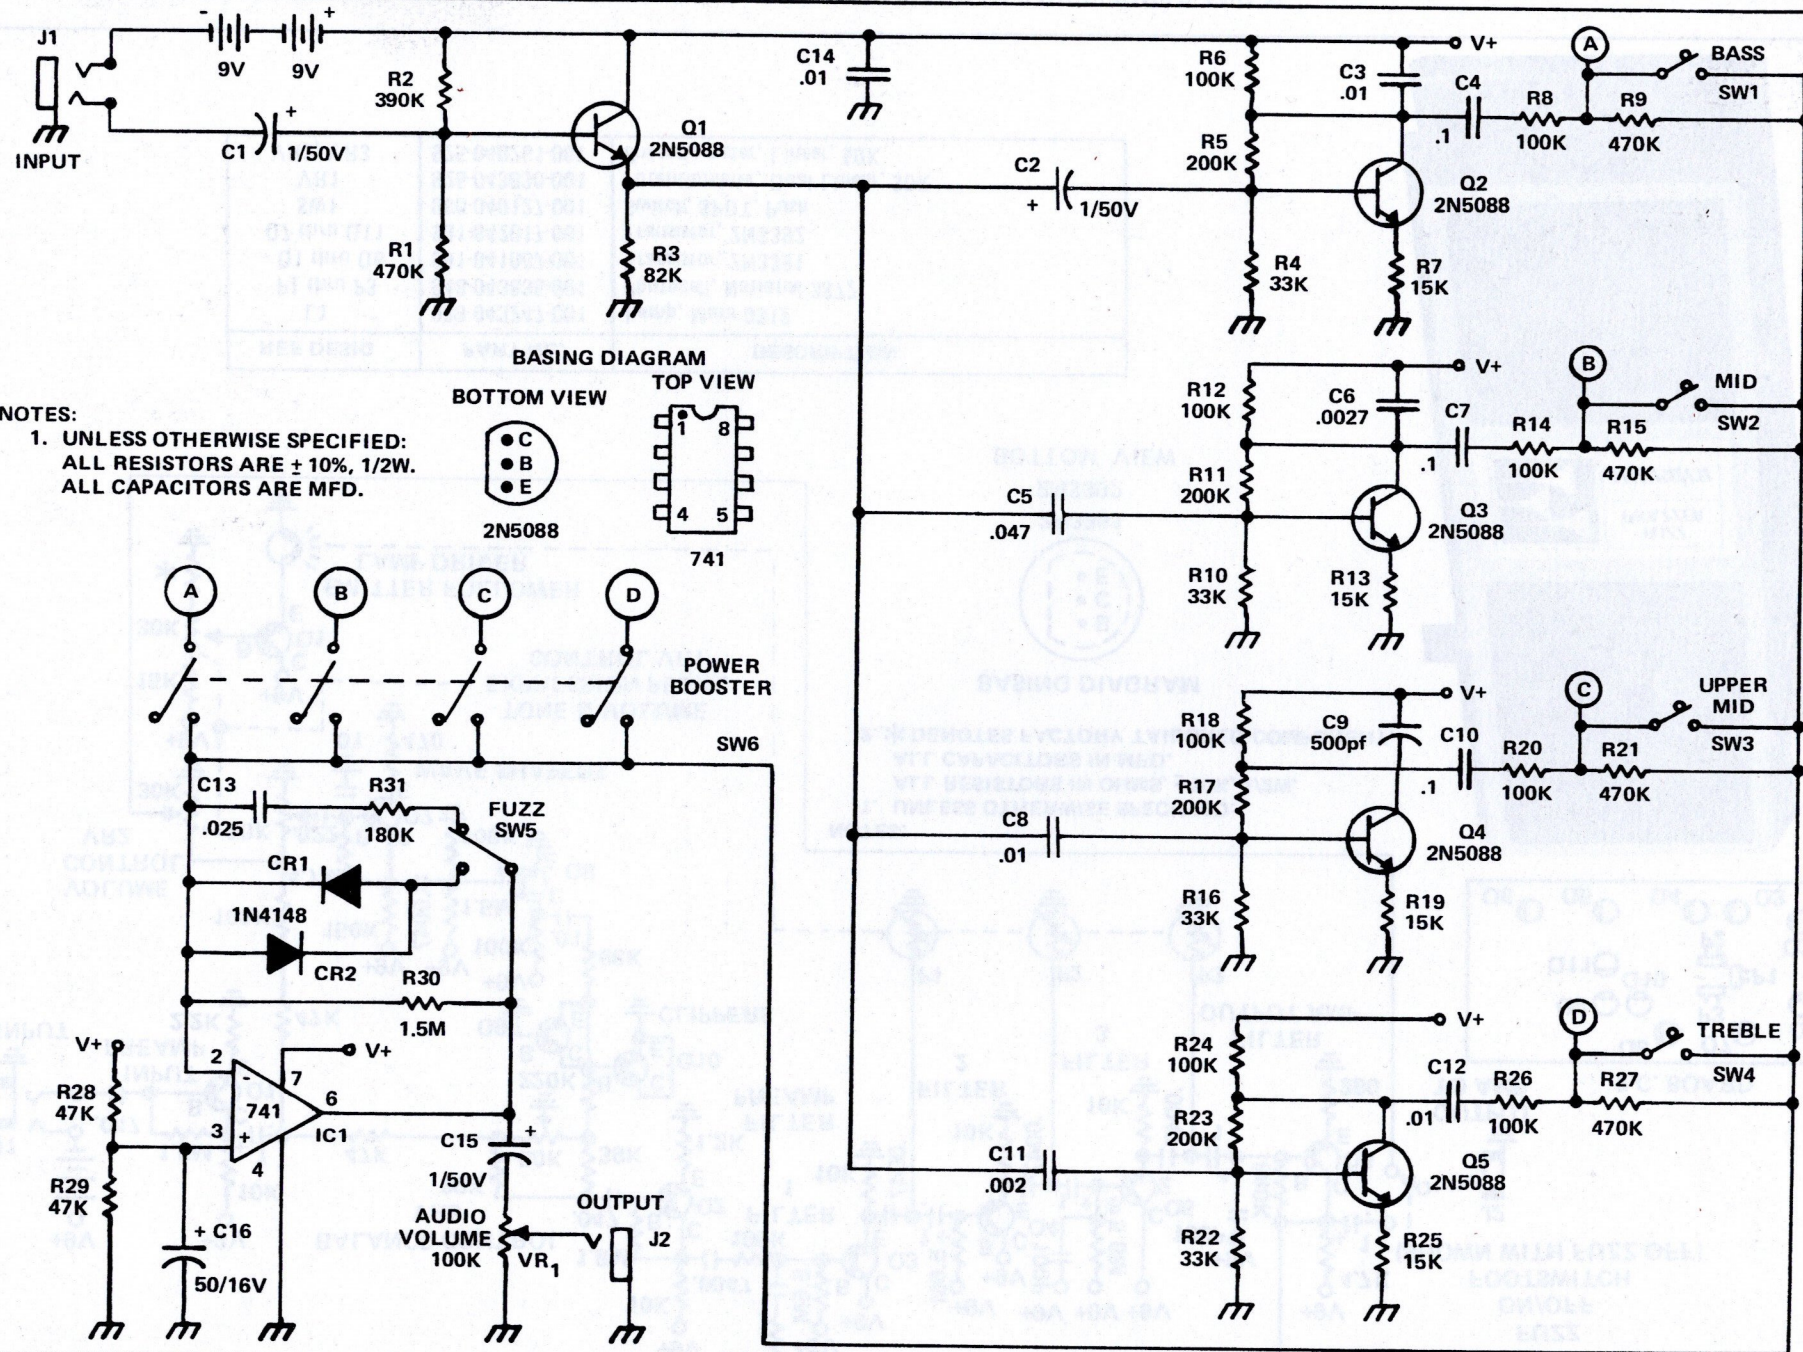 J1
INPUT
-
+
9V
9V
C1
+
1/50V
R2
390K
R1
470K
Q1
2N5088
R3
82K
C14
.01
C2
+
1/50V
R6
100K
R5
200K
R4
33K
C3
.01
V+
C4
.1
Q2
2N5088
R7
15K
R8
100K
A
R9
470K
BASS
SW1
BASING DIAGRAM
BOTTOM VIEW
C
B
E
2N5088
TOP VIEW
1
8
4
5
741
NOTES:
1. UNLESS OTHERWISE SPECIFIED:
ALL RESISTORS ARE ± 10%, 1/2W.
ALL CAPACITORS ARE MFD.
R12
100K
R11
200K
R10
33K
C5
.047
C6
.0027
V+
C7
.1
Q3
2N5088
R13
15K
R14
100K
B
R15
470K
MID
SW2
A
B
C
D
POWER
BOOSTER
SW6
C13
.025
R31
180K
FUZZ
SW5
CR1
1N4148
CR2
R30
1.5M
V+
R28
47K
R29
47K
2
-
741
3
+
7
V+
6
IC1
4
+ C16
50/16V
C15
+
1/50V
AUDIO
VOLUME
100K
VR1
OUTPUT
J2
R18
100K
R17
200K
R16
33K
C8
.01
C9
500pf
V+
C10
.1
Q4
2N5088
R19
15K
R20
100K
C
R21
470K
UPPER
MID
SW3
R24
100K
R23
200K
R22
33K
C11
.002
V+
C12
.01
Q5
2N5088
R25
15K
R26
100K
D
R27
470K
TREBLE
SW4